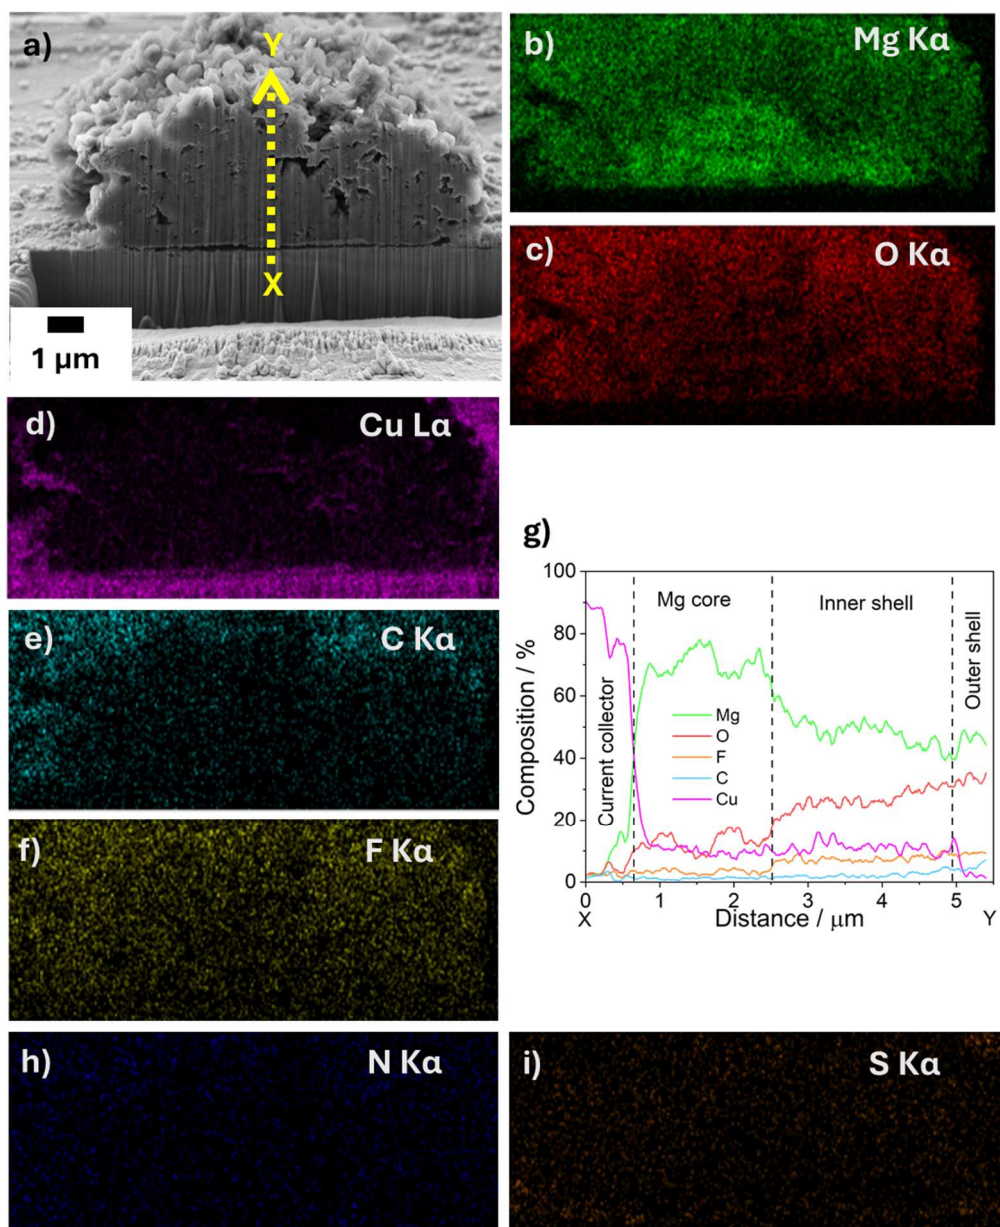 a)
Y
X
1 µm
b)
Mg Kα
c)
O Kα
d)
Cu Lα
e)
C Kα
f)
F Kα
g)
100
80
60
40
20
0
Composition / %
Current collector
Mg core
Inner shell
Outer shell
Mg
O
F
C
Cu
0 1 2 3 4 5
X Distance / µm Y
h)
N Kα
i)
S Kα